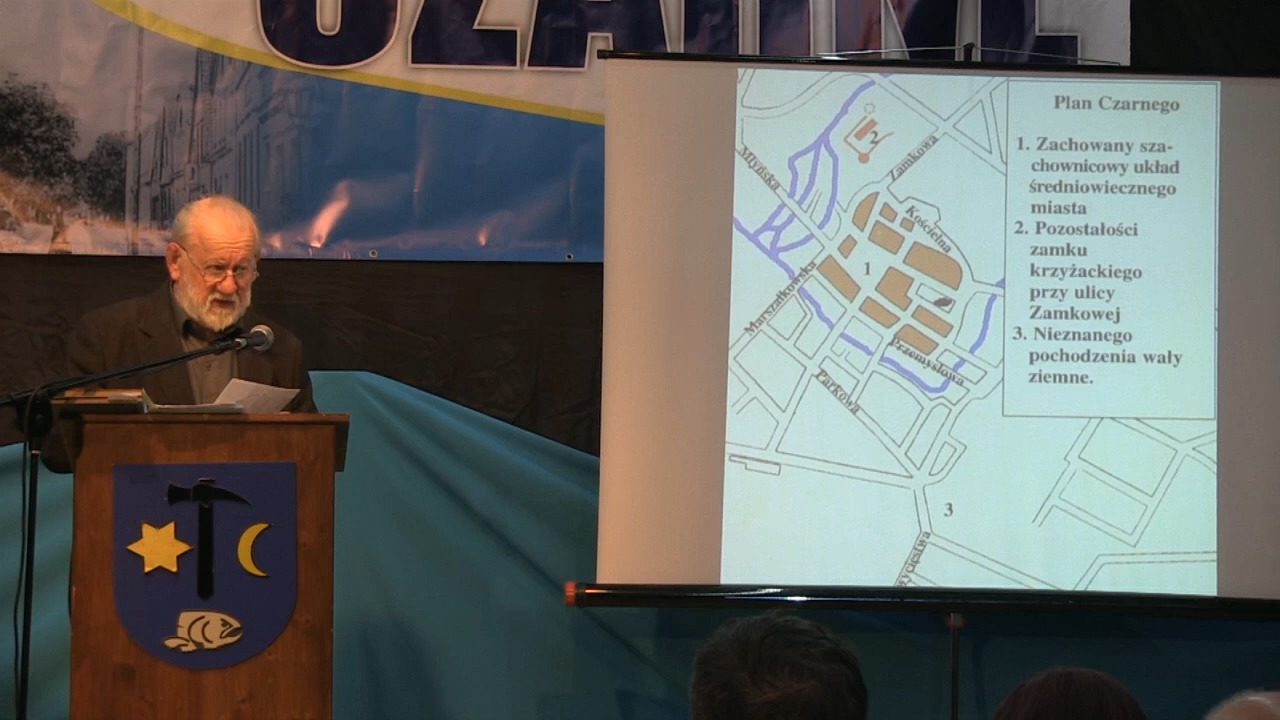 CZARNE
Plan Czarnego
1. Zachowany sza-
chownicowy układ
średniowiecznego
miasta
2. Pozostałości
zamku
krzyżackiego
przy ulicy
Zamkowej
3. Nieznanego
pochodzenia wały
ziemne.
2
Młyńska
Zamkowa
Kościelna
1
Marszałkowska
Przemysłowa
Parkowa
3